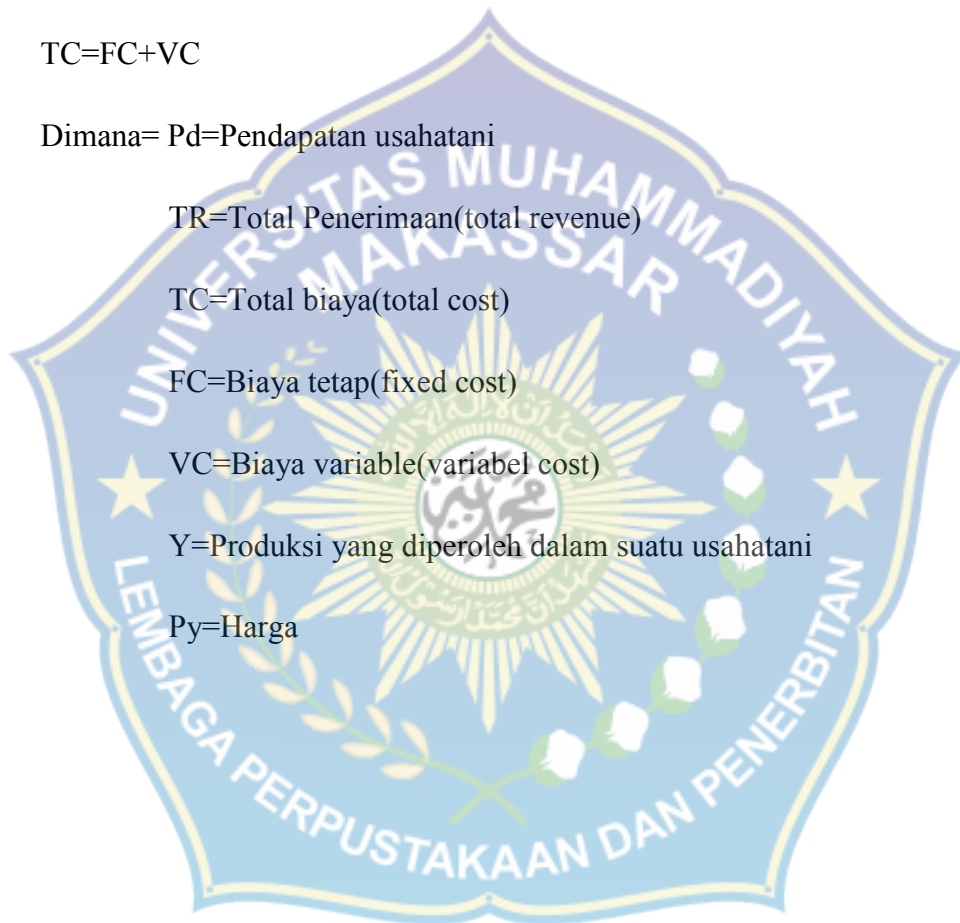 TC=FC+VC
Dimana= Pd=Pendapatan usahatani
TR=Total Penerimaan(total revenue)
TC=Total biaya(total cost)
FC=Biaya tetap(fixed cost)
VC=Biaya variable(variabel cost)
Y=Produksi yang diperoleh dalam suatu usahatani
Py=Harga
UNIVERSITAS MUHAMMADIYAH
MAKASSAR
LEMBAGA PERPUSTAKAAN DAN PENERBITAN